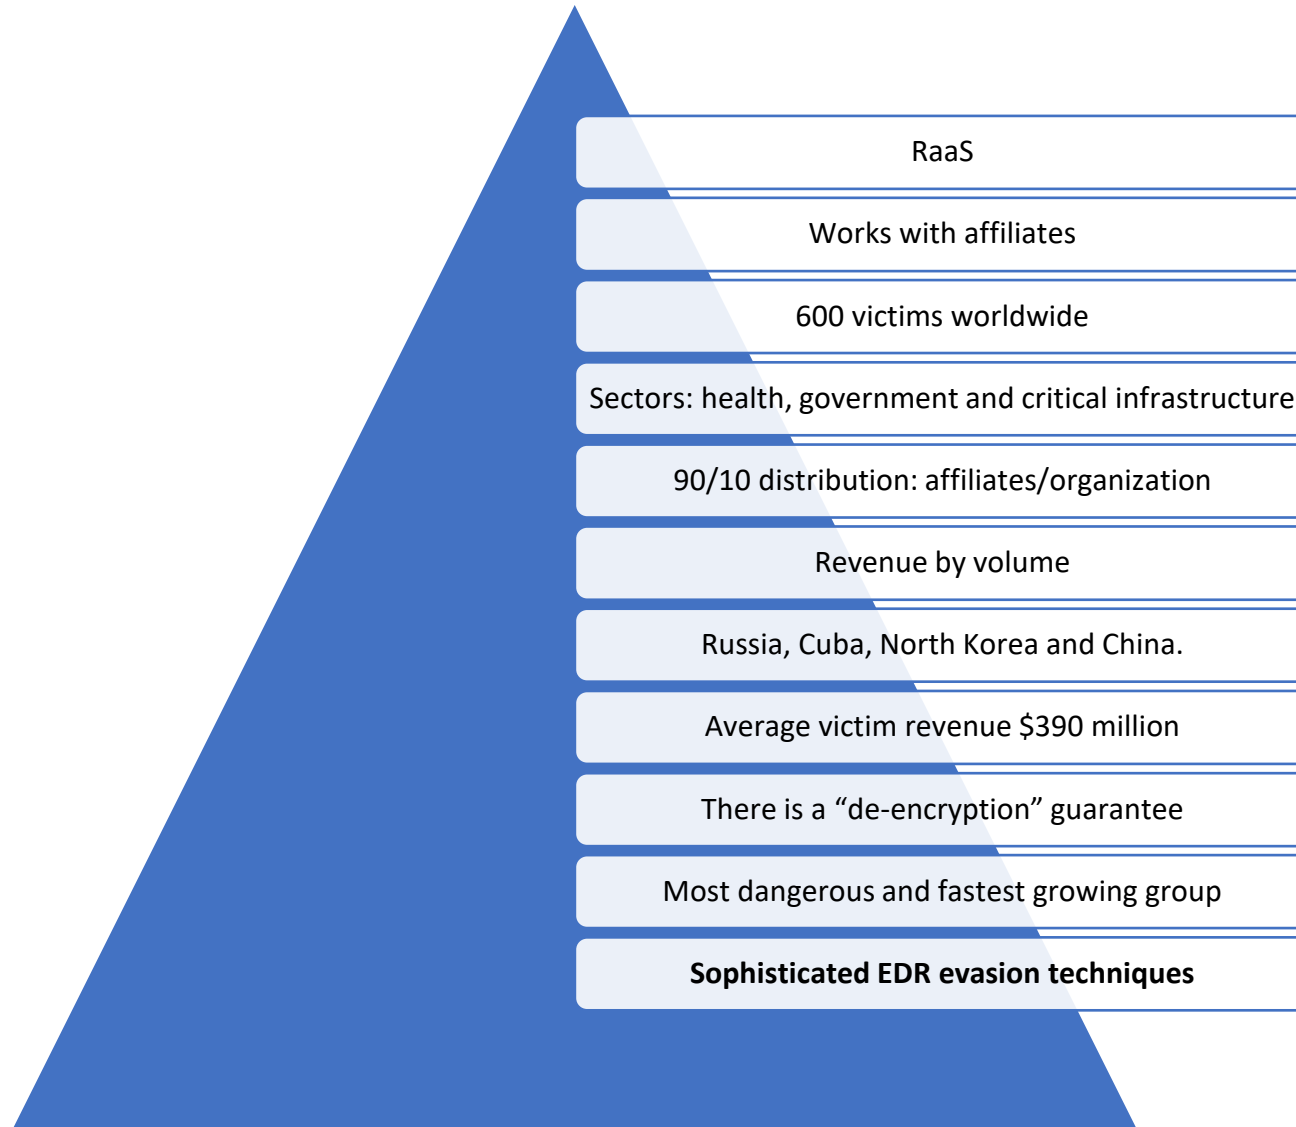 RaaS
Works with affiliates
600 victims worldwide
Sectors: health, government and critical infrastructure
90/10 distribution: affiliates/organization
Revenue by volume
Russia, Cuba, North Korea and China.
Average victim revenue $390 million
There is a “de-encryption” guarantee
Most dangerous and fastest growing group
Sophisticated EDR evasion techniques